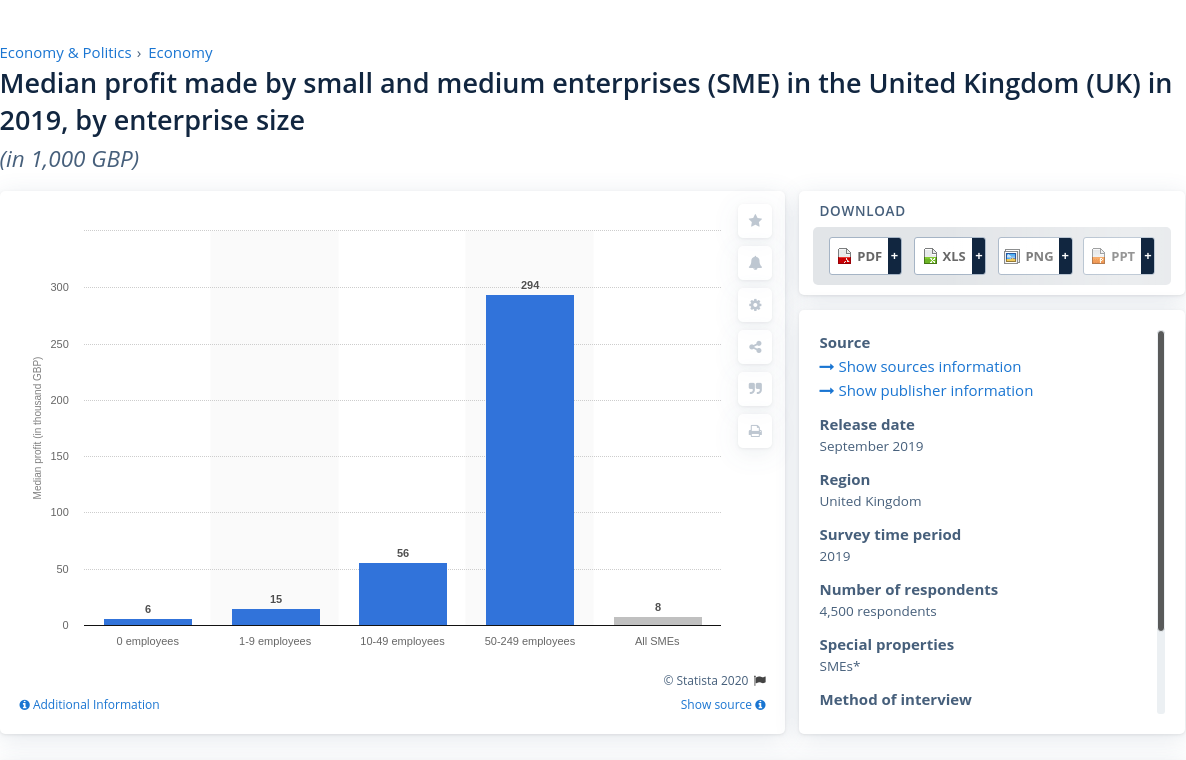 Economy & Politics › Economy
Median profit made by small and medium enterprises (SME) in the United Kingdom (UK) in
2019, by enterprise size
(in 1,000 GBP)
Median profit (in thousand GBP)
300
250
200
150
100
50
0
6
15
56
294
8
0 employees
1-9 employees
10-49 employees
50-249 employees
All SMEs
© Statista 2020
Additional Information
Show source
DOWNLOAD
PDF +
XLS +
PNG +
PPT +
Source
Show sources information
Show publisher information
Release date
September 2019
Region
United Kingdom
Survey time period
2019
Number of respondents
4,500 respondents
Special properties
SMEs*
Method of interview